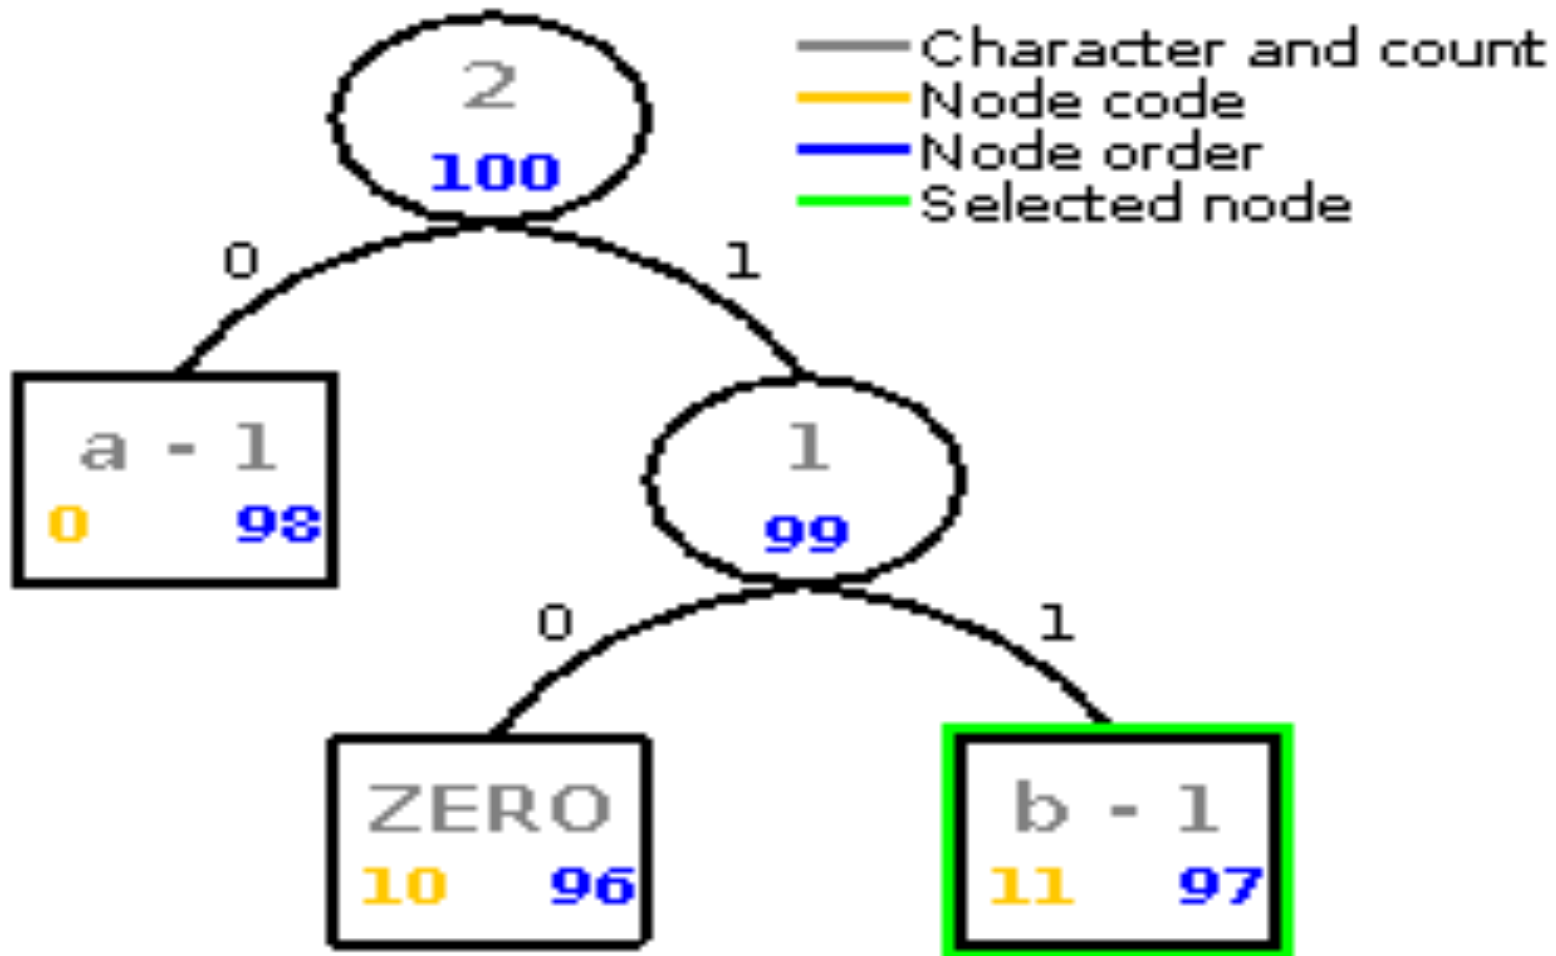 2
100
Character and count
Node code
Node order
Selected node
0 1
a - 1
0 98
1
99
0 1
ZERO
10 96
b - 1
11 97